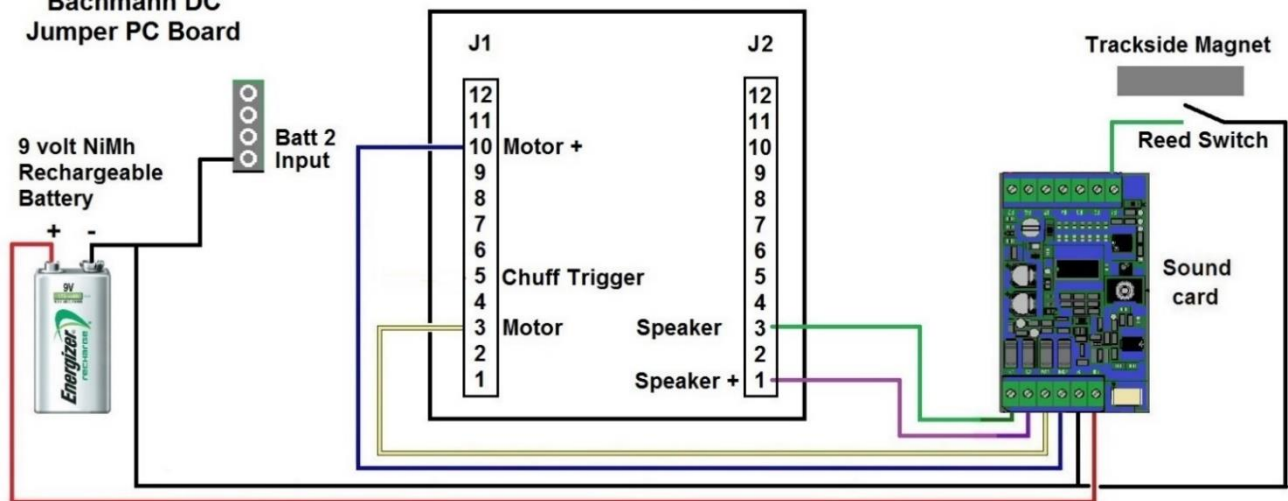 Bachmann DC
Jumper PC Board
J1
J2
Trackside Magnet
Reed Switch
9 volt NiMh
Rechargeable
Battery
+ -
Batt 2
Input
12
11
10 Motor +
9
8
7
6
5 Chuff Trigger
4
3 Motor
2
1
12
11
10
9
8
7
6
5
4
Speaker 3
2
Speaker + 1
Sound
card
9V
Energizer
recharge